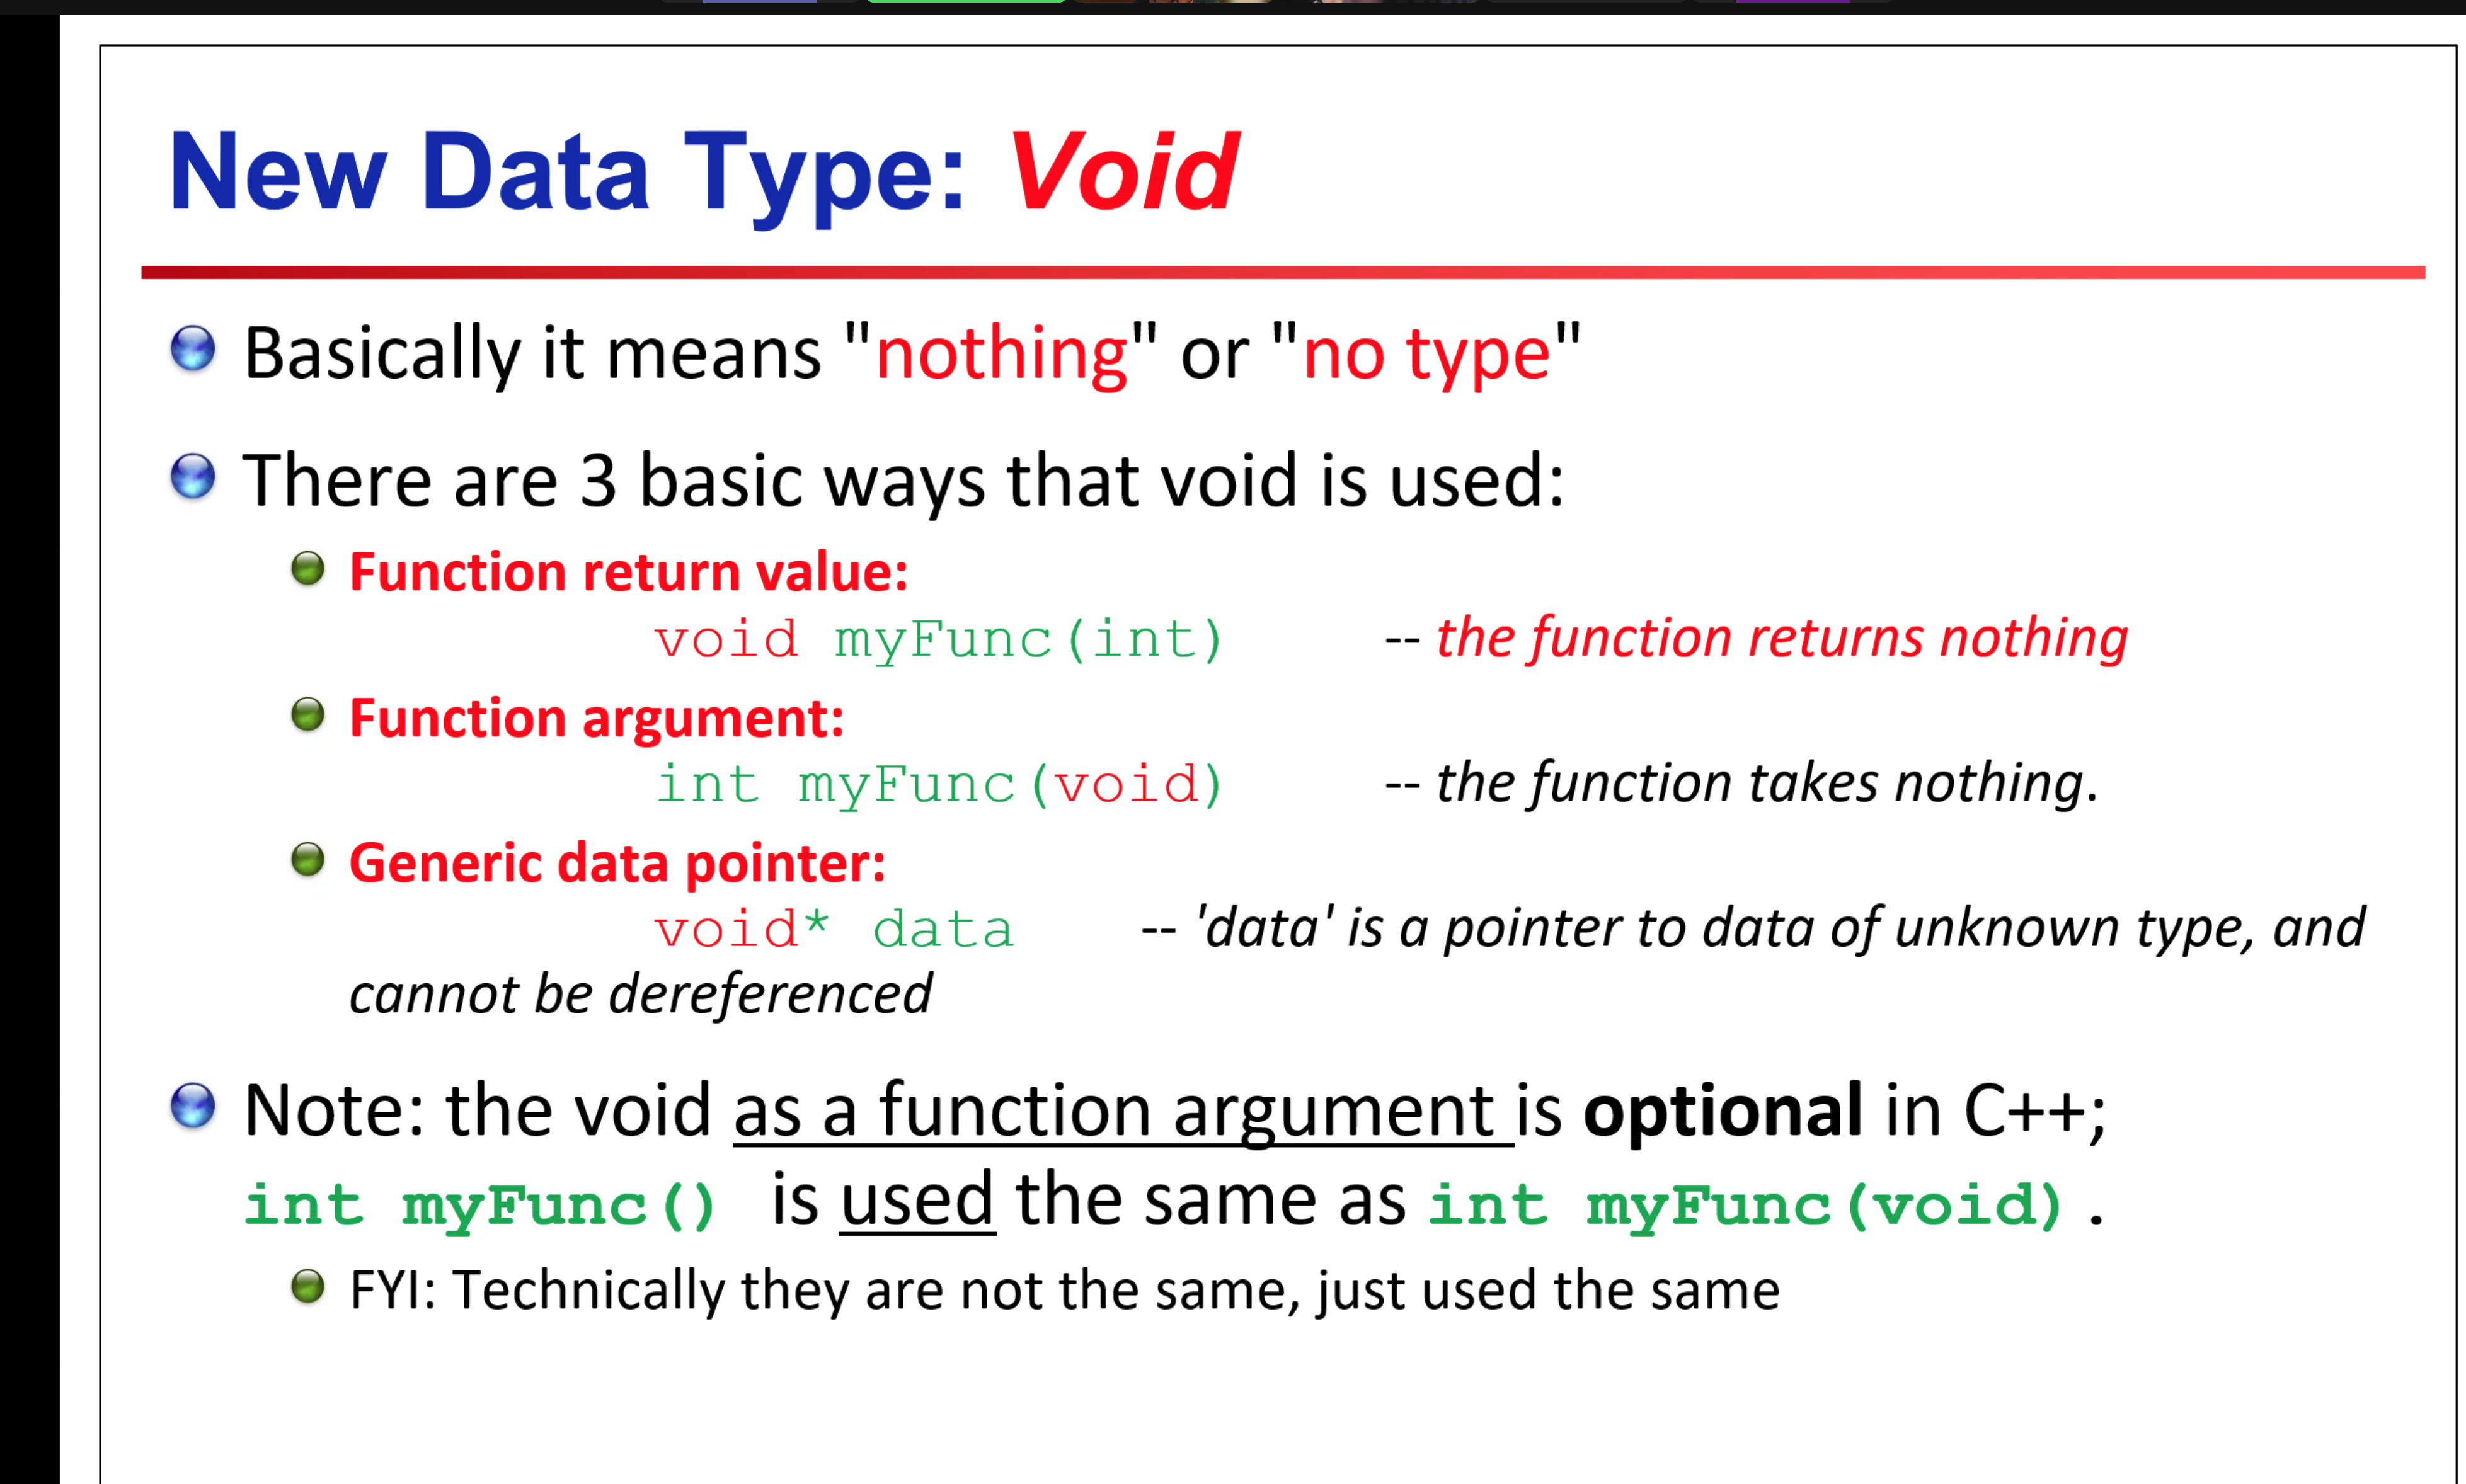 New Data Type: Void
Basically it means "nothing" or "no type"
There are 3 basic ways that void is used:
Function return value:
void myFunc(int) -- the function returns nothing
Function argument:
int myFunc(void) -- the function takes nothing.
Generic data pointer:
void* data -- 'data' is a pointer to data of unknown type, and
cannot be dereferenced
Note: the void as a function argument is optional in C++;
int myFunc() is used the same as int myFunc(void).
FYI: Technically they are not the same, just used the same